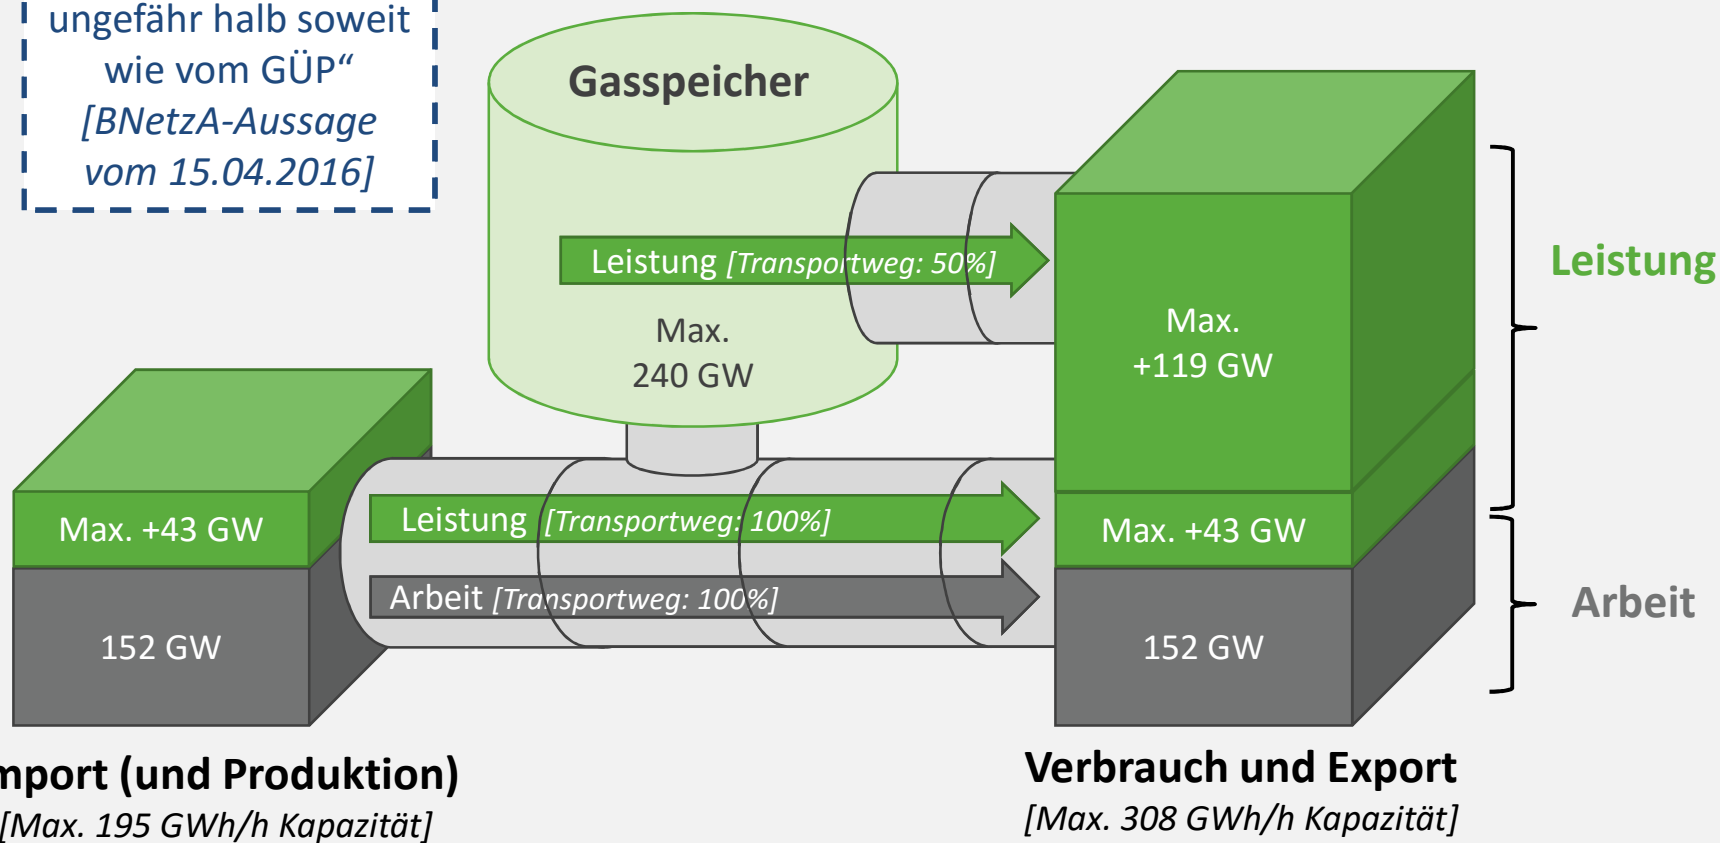 ungefähr halb soweit
wie vom GÜP“
[BNetzA-Aussage
vom 15.04.2016]
Gasspeicher
Leistung [Transportweg: 50%]
Max.
240 GW
Max.
+119 GW
Leistung
Max. +43 GW
Leistung [Transportweg: 100%]
Max. +43 GW
Arbeit [Transportweg: 100%]
Arbeit
152 GW
152 GW
mport (und Produktion)
[Max. 195 GWh/h Kapazität]
Verbrauch und Export
[Max. 308 GWh/h Kapazität]